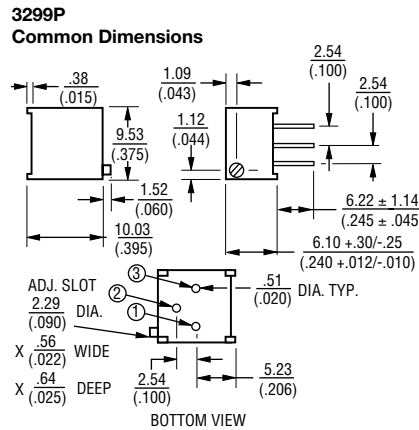 3299P
Common Dimensions
.38
(.015)
9.53
(.375)
1.52
(.060)
10.03
(.395)
1.09
(.043)
1.12
(.044)
2.54
(.100)
2.54
(.100)
6.22 ± 1.14
(.245 ± .045
6.10 +.30/-.25
(.240 +.012/-.010)
ADJ. SLOT
2.29
(.090) DIA.
X .56
(.022) WIDE
X .64
(.025) DEEP
3
2
1
.51
(.020) DIA. TYP.
2.54
(.100)
5.23
(.206)
BOTTOM VIEW